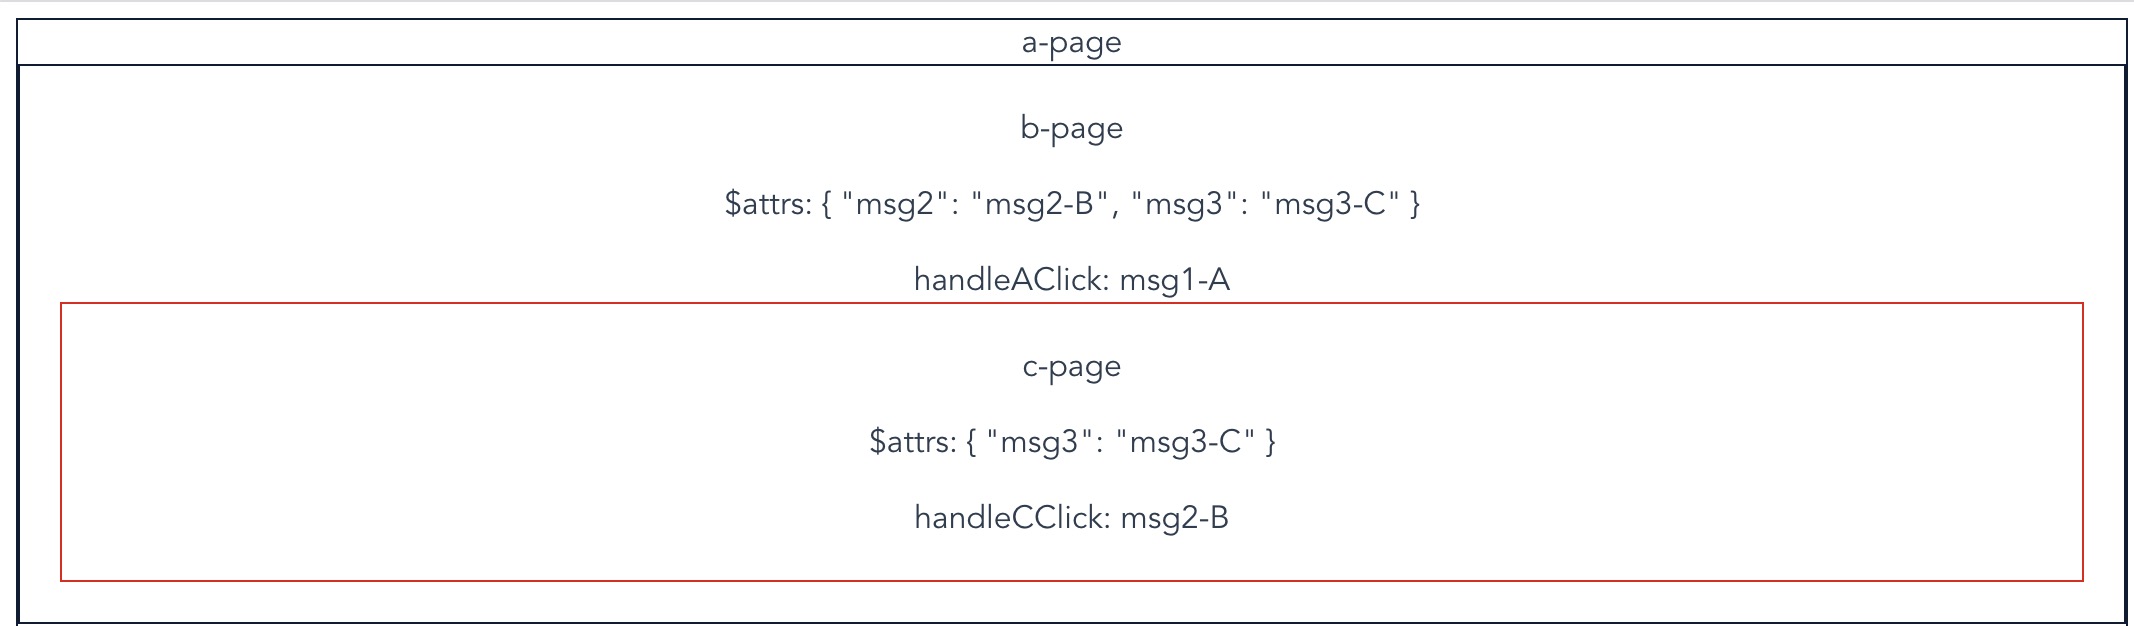 a-page
b-page
$attrs: { "msg2": "msg2-B", "msg3": "msg3-C" }
handleAClick: msg1-A
c-page
$attrs: { "msg3": "msg3-C" }
handleCClick: msg2-B